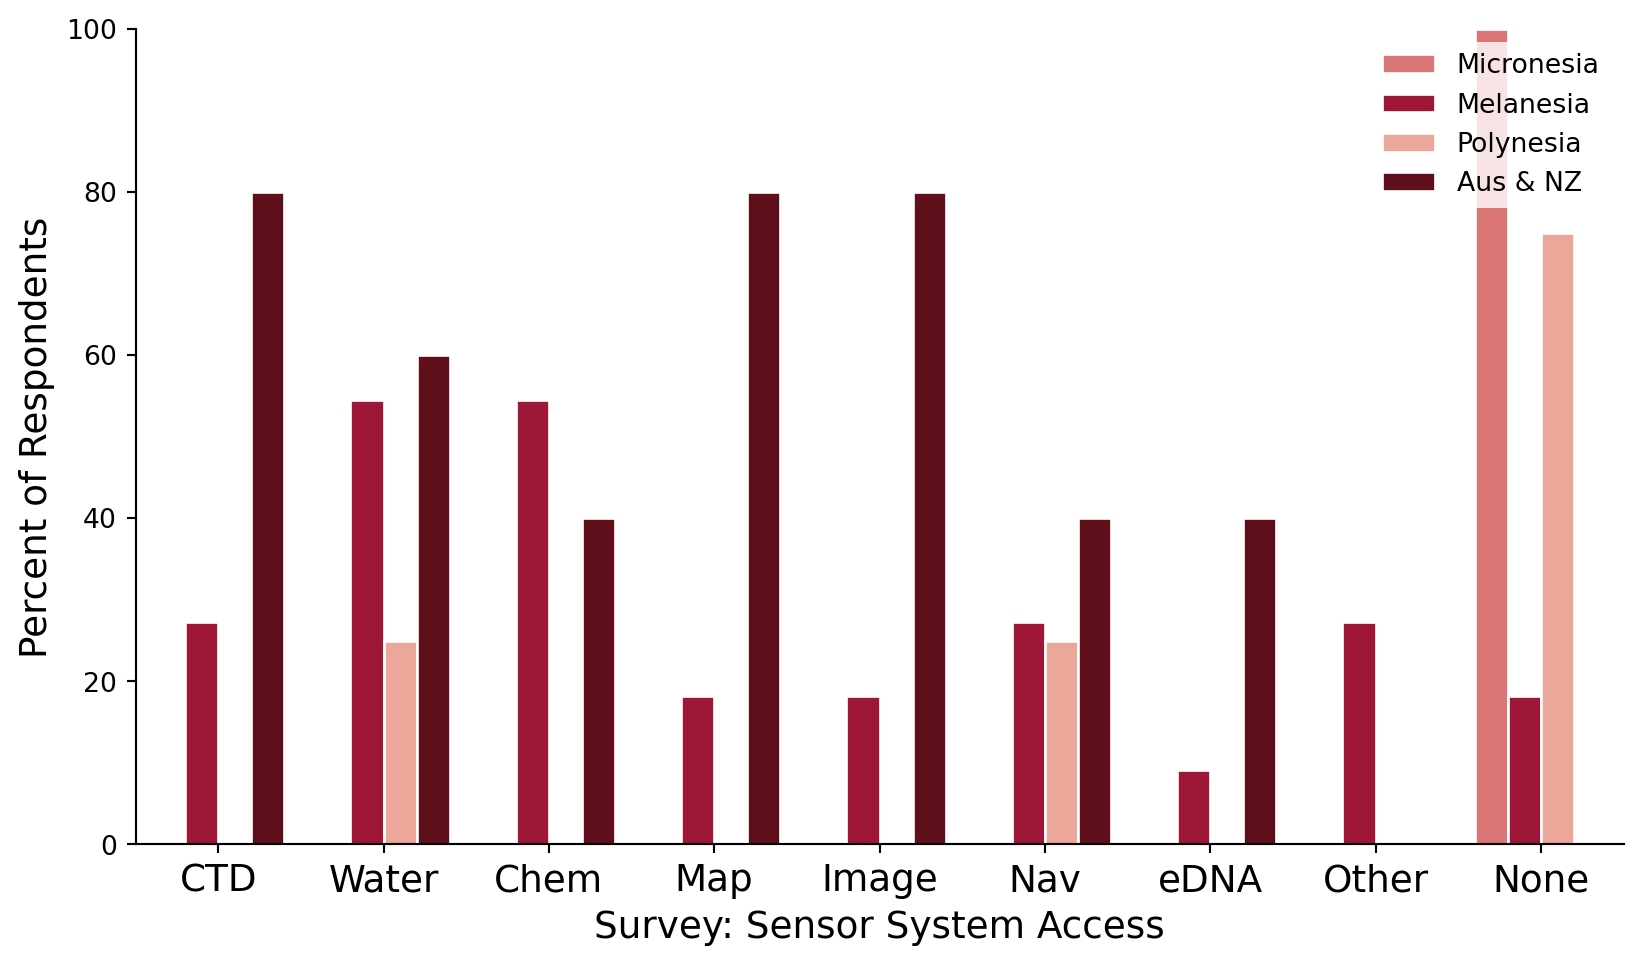 Percent of Respondents
100
80
60
40
20
0
Micronesia
Melanesia
Polynesia
Aus & NZ
CTD Water Chem Map Image Nav eDNA Other None
Survey: Sensor System Access